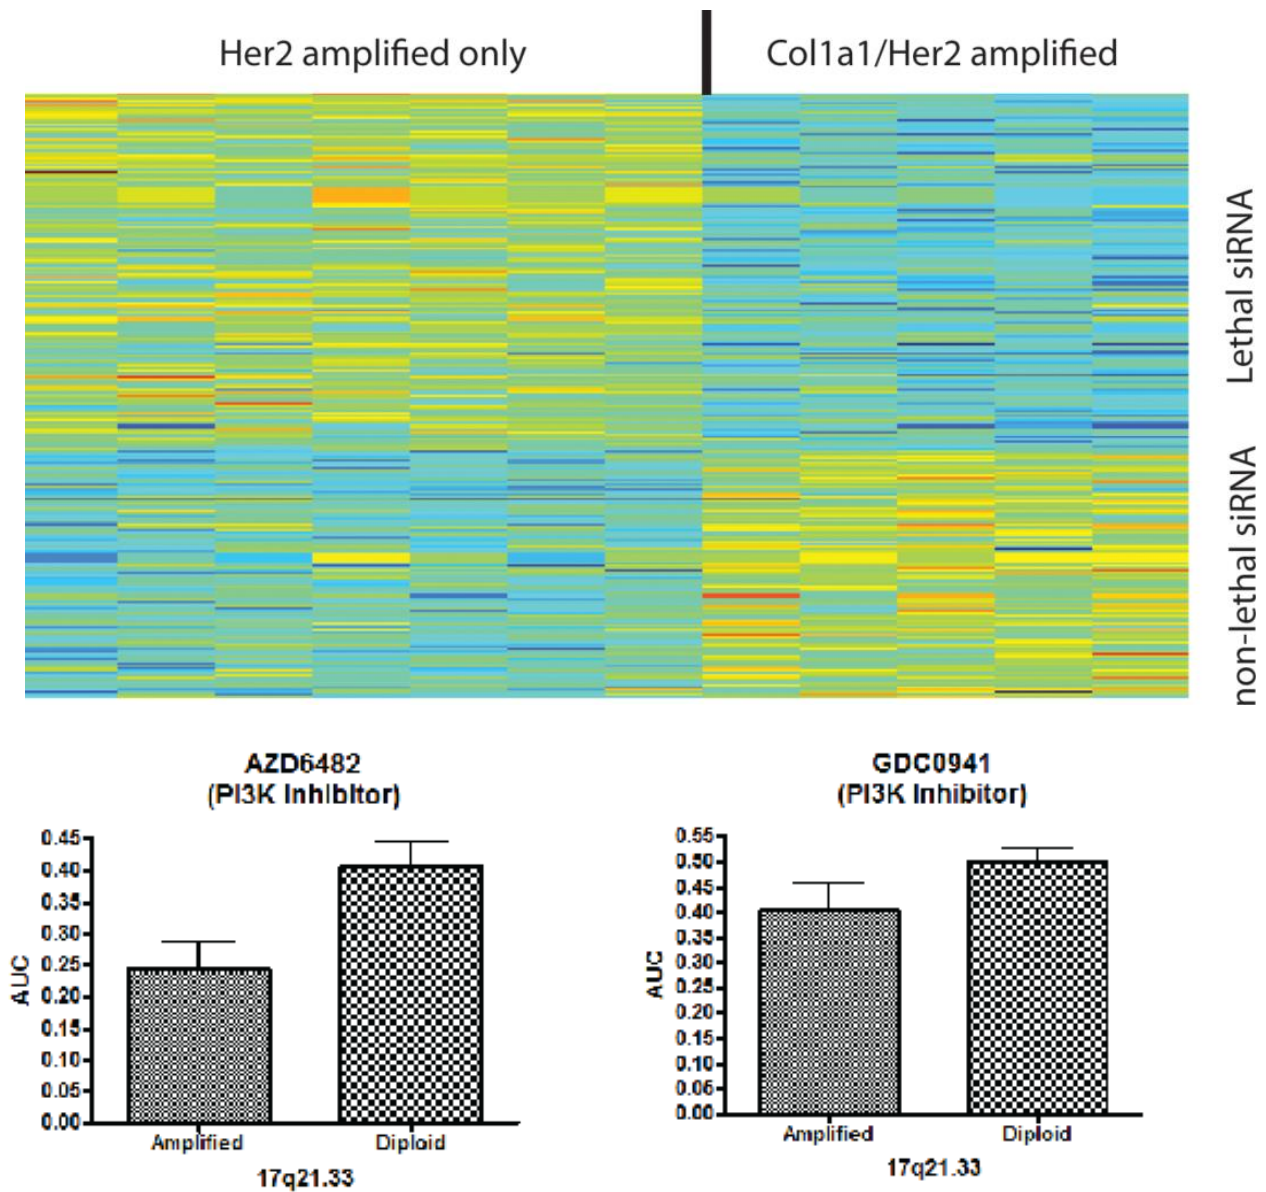 Her2 amplified only
Col1a1/Her2 amplified
Lethal siRNA
non-lethal siRNA
AZD6482
(PI3K Inhibitor)
0.45
0.40
0.35
0.30
0.25
0.20
0.15
0.10
0.05
0.00
AUC
Amplified
Diploid
17q21.33
GDC0941
(PI3K Inhibitor)
0.55
0.50
0.45
0.40
0.35
0.30
0.25
0.20
0.15
0.10
0.05
0.00
AUC
Amplified
Diploid
17q21.33